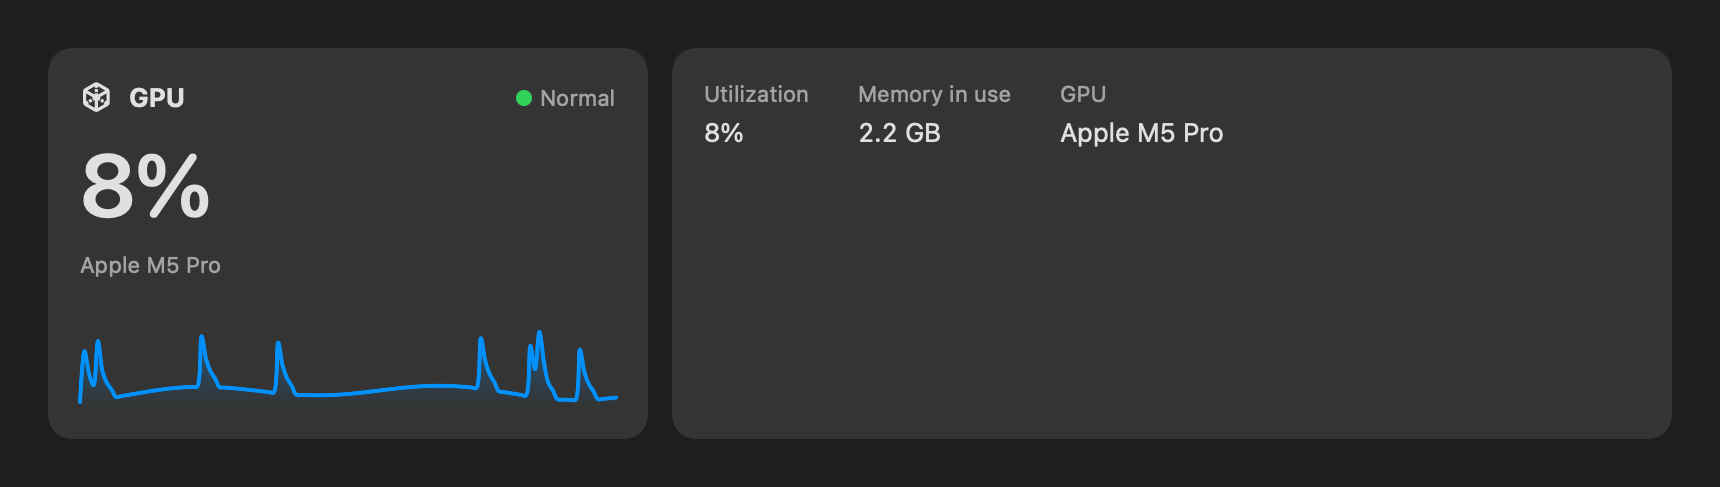 GPU
Normal
8%
Apple M5 Pro
Utilization
8%
Memory in use
2.2 GB
GPU
Apple M5 Pro